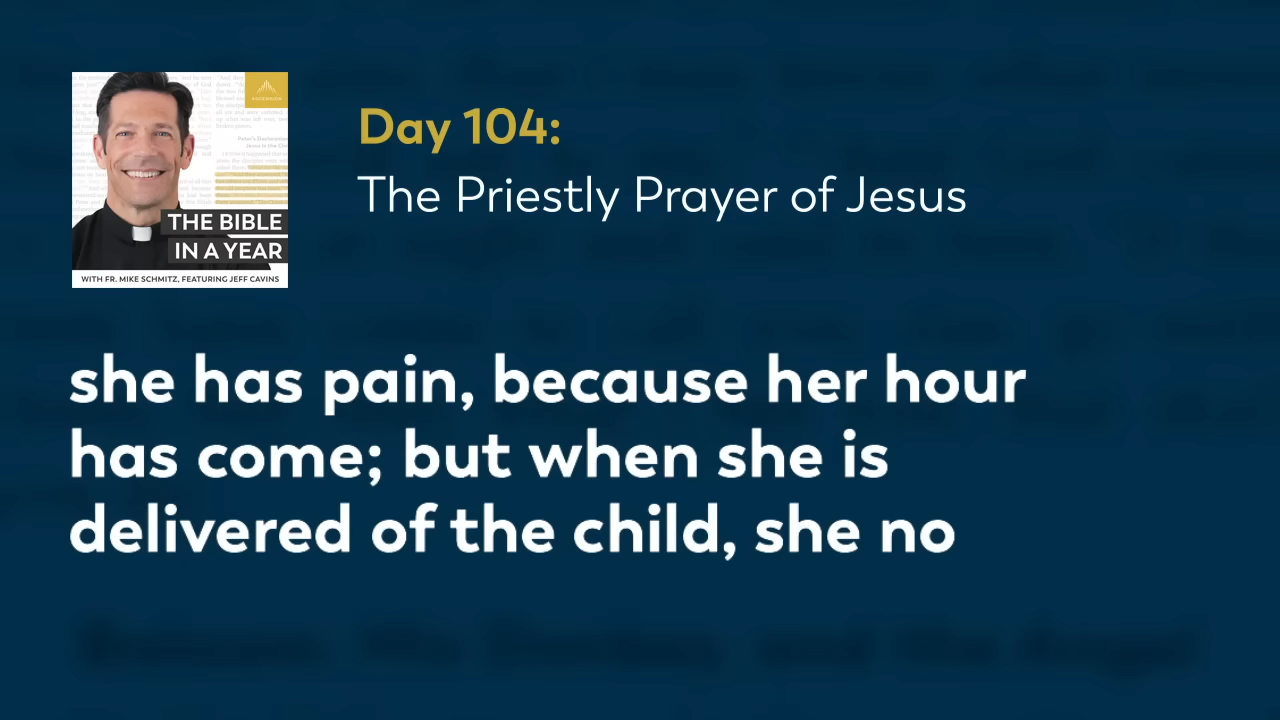 THE BIBLE
IN A YEAR
WITH FR. MIKE SCHMITZ, FEATURING JEFF CAVINS
Day 104:
The Priestly Prayer of Jesus
she has pain, because her hour
has come; but when she is
delivered of the child, she no